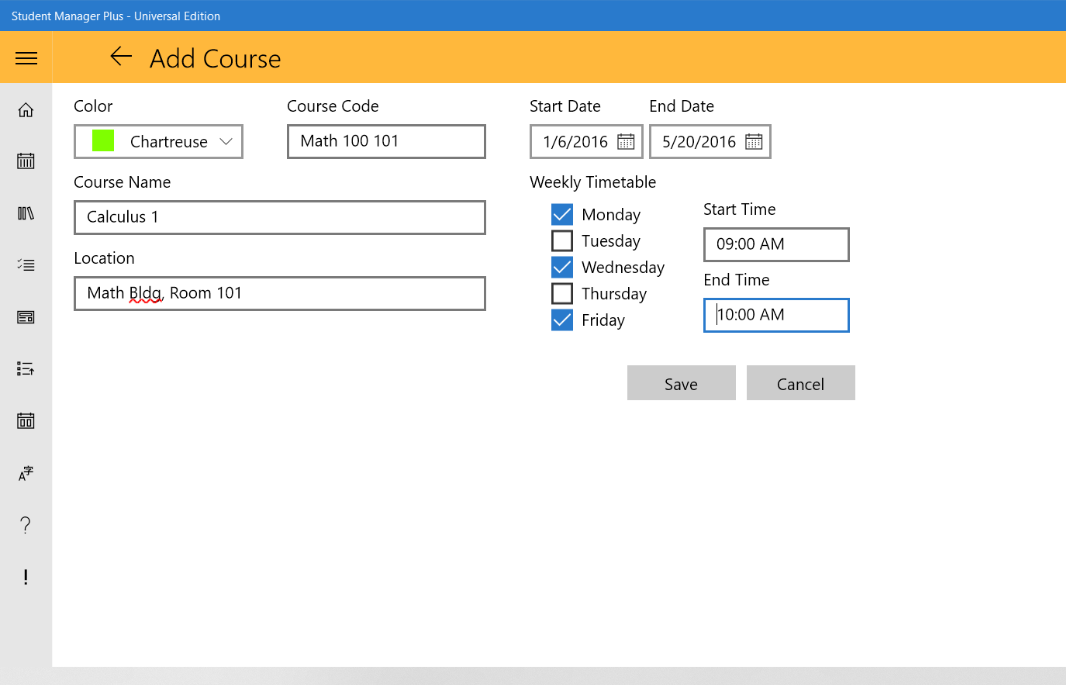 Student Manager Plus - Universal Edition
Add Course
Color
Chartreuse
Course Code
Math 100 101
Course Name
Calculus 1
Location
Math Bldg, Room 101
Start Date
1/6/2016
End Date
5/20/2016
Weekly Timetable
Monday
Tuesday
Wednesday
Thursday
Friday
Start Time
09:00 AM
End Time
10:00 AM
Save
Cancel
A字
?
!